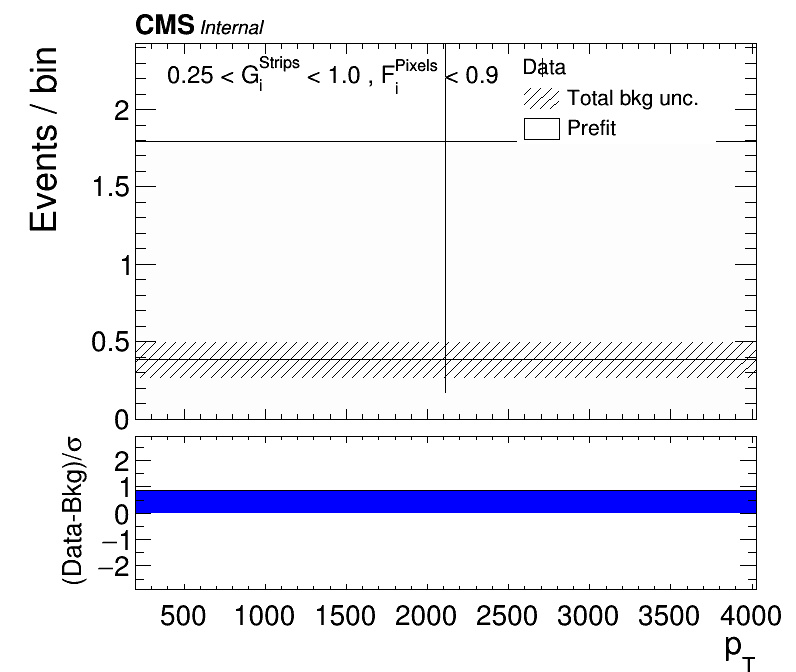 CMS Internal
0.25 < G_i^Strips < 1.0 , F_i^Pixels < 0.9
Data
Total bkg unc.
Prefit
Events / bin
2
1.5
1
0.5
0
(Data-Bkg)/σ
2
1
0
−1
−2
500 1000 1500 2000 2500 3000 3500 4000
p_T